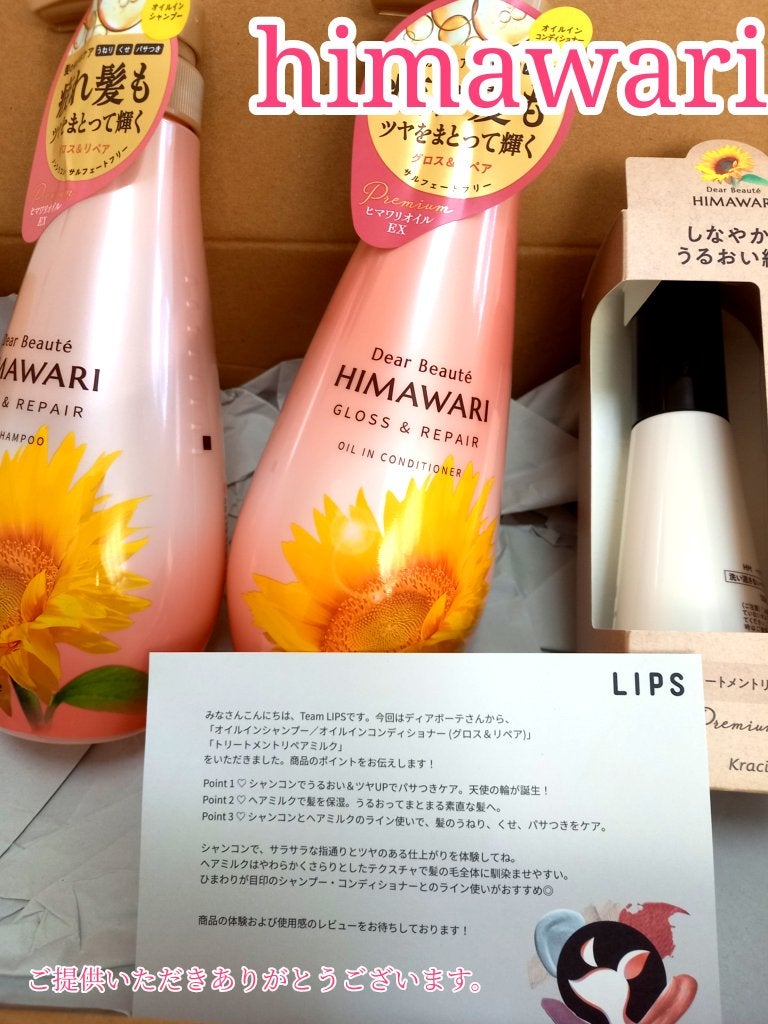 himawari
オイルイン
シャンプー
うねり くせ パサつき
れ髪も
ツヤをまとって輝く
グロス＆リペア
サルフェートフリー
Premium
ヒマワリオイル
EX
オイルイン
コンディショナー
髪も
ツヤをまとって輝く
グロス＆リペア
サルフェートフリー
Premium
ヒマワリオイル
EX
Dear Beauté
HIMAWARI
しなやか
うるおい
Dear Beauté
MAWARI
& REPAIR
HAMPOO
Dear Beauté
HIMAWARI
GLOSS & REPAIR
OIL IN CONDITIONER
ートメントリ
Premium
Kraci
LIPS
みなさんこんにちは、Team LIPSです。今回はディアボーテさんから、
「オイルインシャンプー／オイルインコンディショナー (グロス＆リペア)」
「トリートメントリペアミルク」
をいただきました。商品のポイントをお伝えします！
Point 1 ♡ シャンコンでうるおい＆ツヤUPでパサつきケア。天使の輪が誕生！
Point 2 ♡ ヘアミルクで髪を保湿。うるおってまとまる素直な髪へ。
Point 3 ♡ シャンコンとヘアミルクのライン使いで、髪のうねり、くせ、パサつきをケア。
シャンコンで、サラサラな指通りとツヤのある仕上がりを体験してね。
ヘアミルクはやわらかくさらりとしたテクスチャで髪の毛全体に馴染ませやすい。
ひまわりが目印のシャンプー・コンディショナーとのライン使いがおすすめ◎
商品の体験および使用感のレビューをお待ちしております！
ご提供いただきありがとうございます。